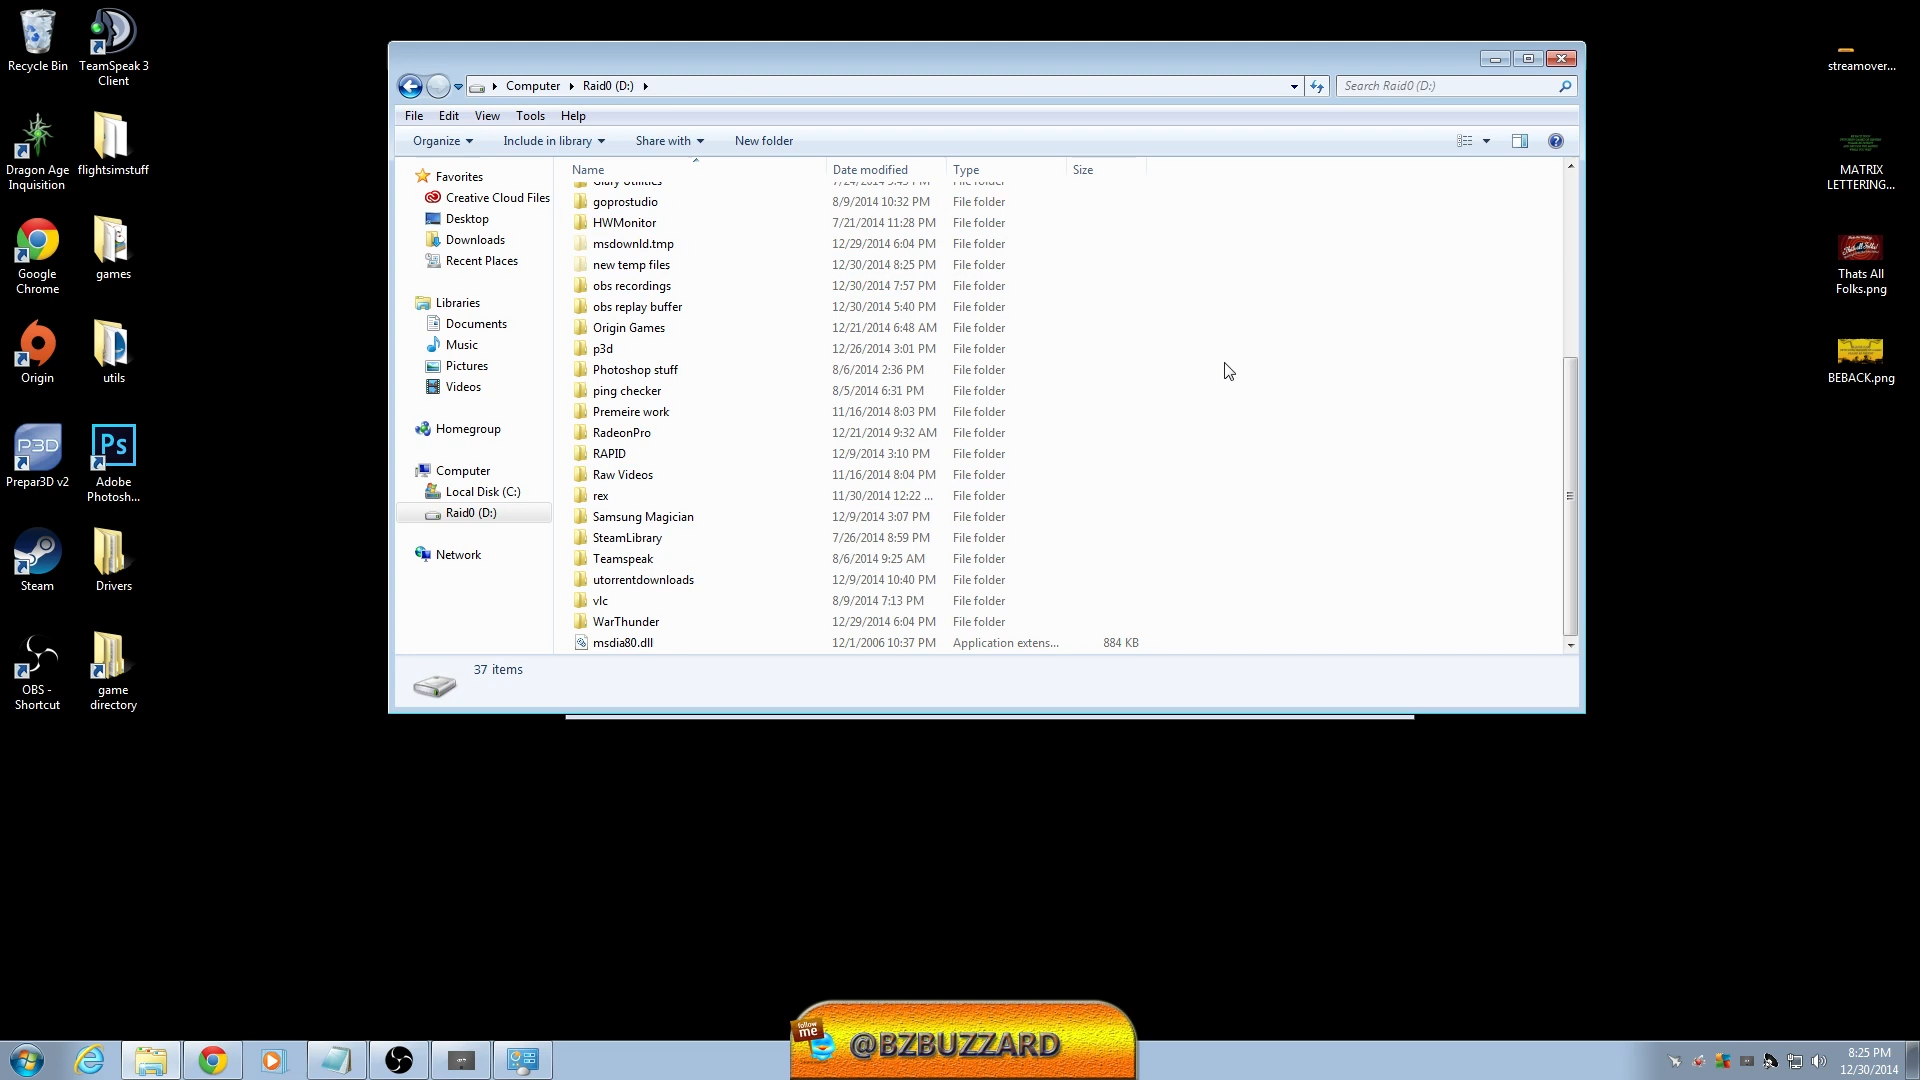 Recycle Bin
TeamSpeak 3
Client
Dragon Age
Inquisition
flightsimstuff
Google
Chrome
games
Origin
utils
P3D
Prepar3D v2
Ps
Adobe
Photosh...
Steam
Drivers
OBS -
Shortcut
game
directory
Computer Raid0 (D:)
Search Raid0 (D:)
File Edit View Tools Help
Organize Include in library Share with New folder
Favorites
Creative Cloud Files
Desktop
Downloads
Recent Places
Libraries
Documents
Music
Pictures
Videos
Homegroup
Computer
Local Disk (C:)
Raid0 (D:)
Network
Name Date modified Type Size
goprostudio 8/9/2014 10:32 PM File folder
HWMonitor 7/21/2014 11:28 PM File folder
msdownld.tmp 12/29/2014 6:04 PM File folder
new temp files 12/30/2014 8:25 PM File folder
obs recordings 12/30/2014 7:57 PM File folder
obs replay buffer 12/30/2014 5:40 PM File folder
Origin Games 12/21/2014 6:48 AM File folder
p3d 12/26/2014 3:01 PM File folder
Photoshop stuff 8/6/2014 2:36 PM File folder
ping checker 8/5/2014 6:31 PM File folder
Premeire work 11/16/2014 8:03 PM File folder
RadeonPro 12/21/2014 9:32 AM File folder
RAPID 12/9/2014 3:10 PM File folder
Raw Videos 11/16/2014 8:04 PM File folder
rex 11/30/2014 12:22 ... File folder
Samsung Magician 12/9/2014 3:07 PM File folder
SteamLibrary 7/26/2014 8:59 PM File folder
Teamspeak 8/6/2014 9:25 AM File folder
utorrentdownloads 12/9/2014 10:40 PM File folder
vlc 8/9/2014 7:13 PM File folder
WarThunder 12/29/2014 6:04 PM File folder
msdia80.dll 12/1/2006 10:37 PM Application extens... 884 KB
37 items
streamover...
MATRIX
LETTERING...
Thats All
Folks.png
BEBACK.png
follow
me
@BZBUZZARD
8:25 PM
12/30/2014